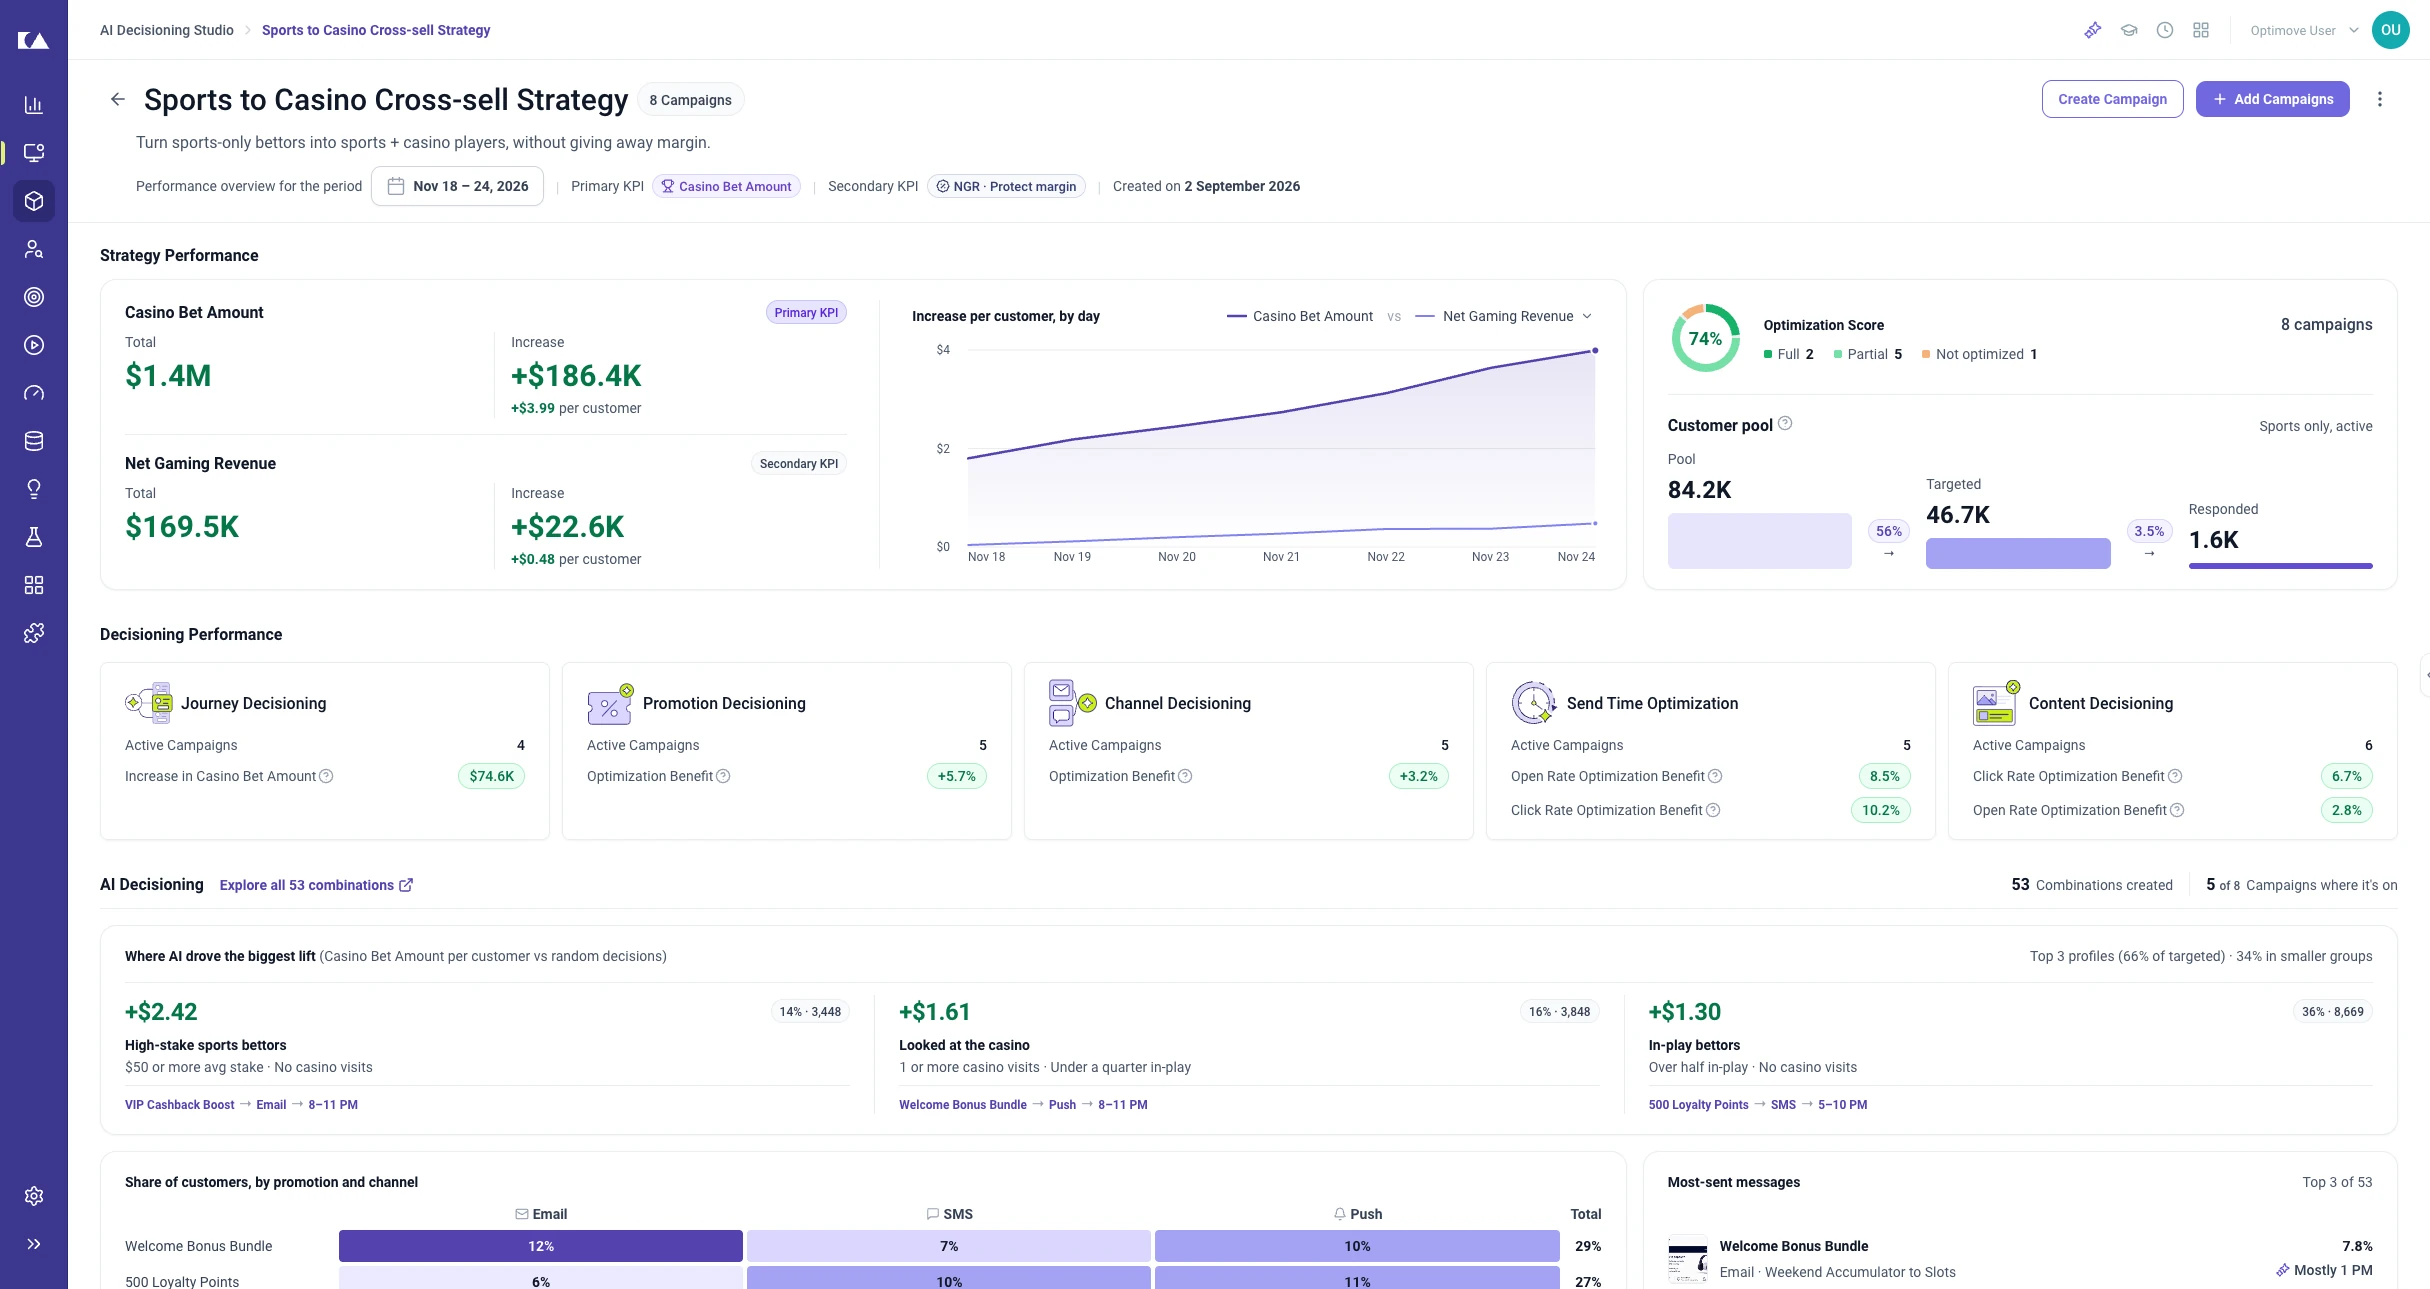 AI Decisioning Studio > Sports to Casino Cross-sell Strategy
Optimove User
OU
Sports to Casino Cross-sell Strategy
8 Campaigns
Create Campaign
+ Add Campaigns
Turn sports-only bettors into sports + casino players, without giving away margin.
Performance overview for the period Nov 18 – 24, 2026 | Primary KPI Casino Bet Amount | Secondary KPI NGR · Protect margin | Created on 2 September 2026
Strategy Performance
Casino Bet Amount
Primary KPI
Total
$1.4M
Increase
+$186.4K
+$3.99 per customer
Net Gaming Revenue
Secondary KPI
Total
$169.5K
Increase
+$22.6K
+$0.48 per customer
Increase per customer, by day
Casino Bet Amount vs Net Gaming Revenue
$4
$2
$0
Nov 18 Nov 19 Nov 20 Nov 21 Nov 22 Nov 23 Nov 24
74%
Optimization Score
8 campaigns
Full 2 Partial 5 Not optimized 1
Customer pool
Sports only, active
Pool
84.2K
56%
→
Targeted
46.7K
3.5%
→
Responded
1.6K
Decisioning Performance
Journey Decisioning
Active Campaigns 4
Increase in Casino Bet Amount $74.6K
Promotion Decisioning
Active Campaigns 5
Optimization Benefit +5.7%
Channel Decisioning
Active Campaigns 5
Optimization Benefit +3.2%
Send Time Optimization
Active Campaigns 5
Open Rate Optimization Benefit 8.5%
Click Rate Optimization Benefit 10.2%
Content Decisioning
Active Campaigns 6
Click Rate Optimization Benefit 6.7%
Open Rate Optimization Benefit 2.8%
AI Decisioning Explore all 53 combinations
53 Combinations created
5 of 8 Campaigns where it's on
Where AI drove the biggest lift (Casino Bet Amount per customer vs random decisions)
Top 3 profiles (66% of targeted) · 34% in smaller groups
+$2.42
14% · 3,448
High-stake sports bettors
$50 or more avg stake · No casino visits
VIP Cashback Boost → Email → 8–11 PM
+$1.61
16% · 3,848
Looked at the casino
1 or more casino visits · Under a quarter in-play
Welcome Bonus Bundle → Push → 8–11 PM
+$1.30
36% · 8,669
In-play bettors
Over half in-play · No casino visits
500 Loyalty Points → SMS → 5–10 PM
Share of customers, by promotion and channel
Email SMS Push Total
Welcome Bonus Bundle 12% 7% 10% 29%
500 Loyalty Points 6% 10% 11% 27%
Most-sent messages
Top 3 of 53
Welcome Bonus Bundle 7.8%
Email · Weekend Accumulator to Slots Mostly 1 PM